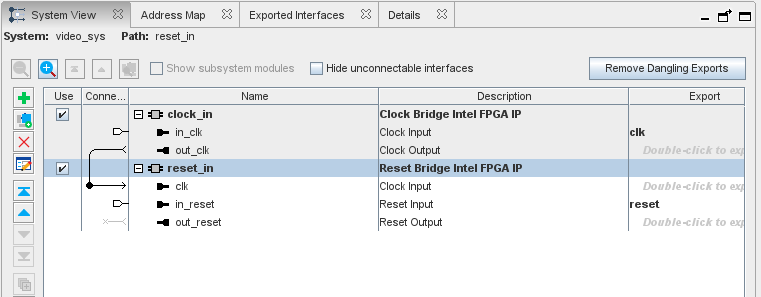 System View Address Map Exported Interfaces Details
System: video_sys Path: reset_in
Show subsystem modules Hide unconnectable interfaces Remove Dangling Exports
Use Conne... Name Description Export
clock_in Clock Bridge Intel FPGA IP
in_clk Clock Input clk
out_clk Clock Output Double-click to exp
reset_in Reset Bridge Intel FPGA IP
clk Clock Input Double-click to exp
in_reset Reset Input reset
out_reset Reset Output Double-click to exp